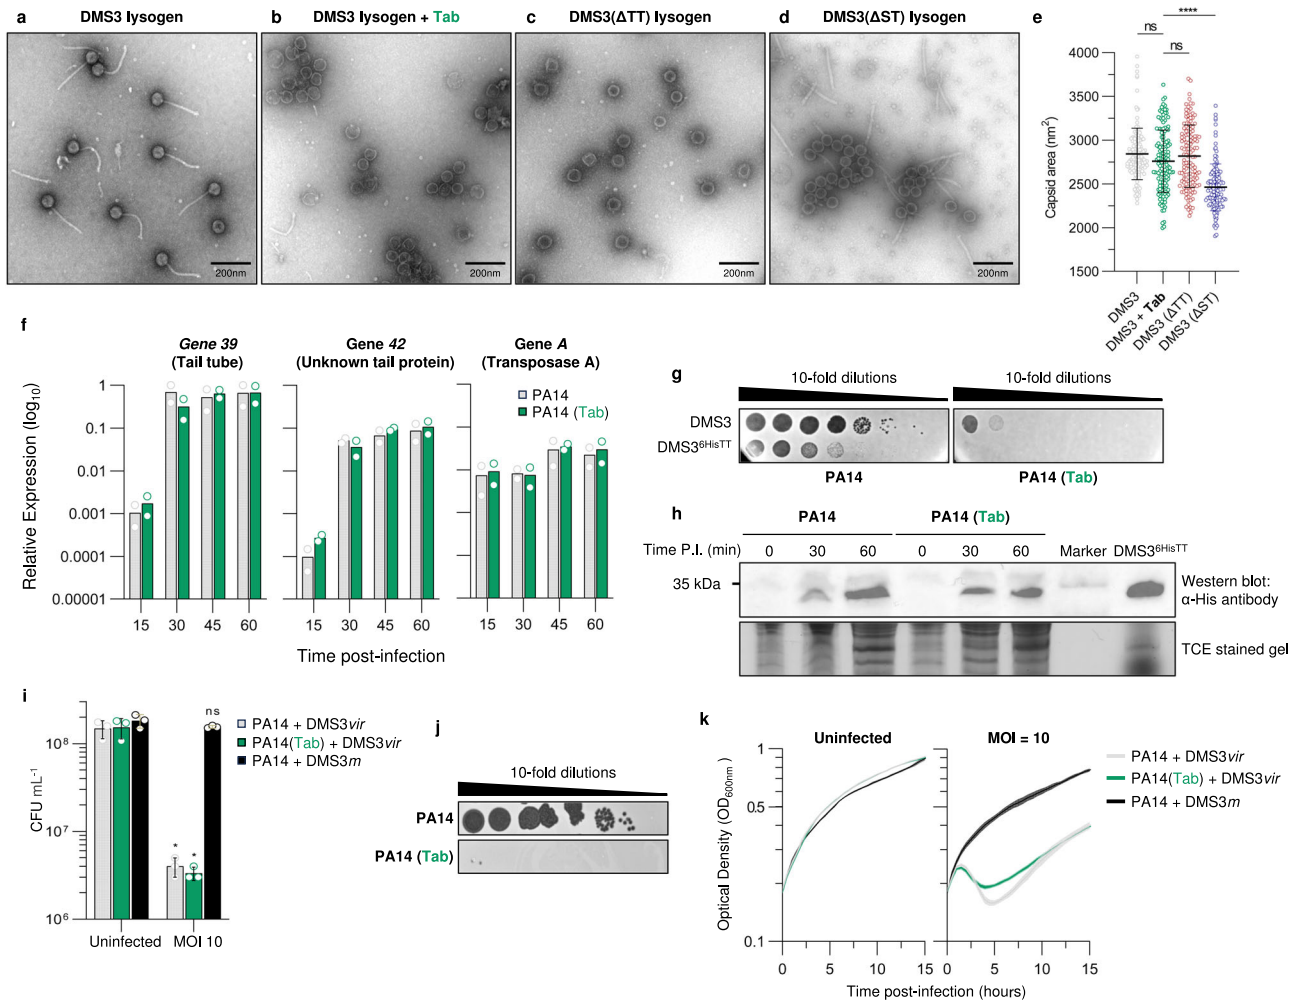 a DMS3 lysogen
b DMS3 lysogen + Tab
c DMS3(ΔTT) lysogen
d DMS3(ΔST) lysogen
200nm
200nm
200nm
200nm
e
ns
ns
****
Capsid area (nm²)
4000
3500
3000
2500
2000
1500
DMS3
DMS3 + Tab
DMS3 (ΔTT)
DMS3 (ΔST)
f
Gene 39
(Tail tube)
Gene 42
(Unknown tail protein)
Gene A
(Transposase A)
PA14
PA14 (Tab)
Relative Expression (log₁₀)
1
0.1
0.01
0.001
0.0001
0.00001
15 30 45 60
15 30 45 60
15 30 45 60
Time post-infection
g
10-fold dilutions
10-fold dilutions
DMS3
DMS3⁶ᴴⁱˢᵀᵀ
PA14
PA14 (Tab)
h
PA14
PA14 (Tab)
Time P.I. (min) 0 30 60 0 30 60 Marker DMS3⁶ᴴⁱˢᵀᵀ
35 kDa
Western blot:
α-His antibody
TCE stained gel
i
CFU mL⁻¹
10⁸
10⁷
10⁶
* * ns
Uninfected
MOI 10
PA14 + DMS3vir
PA14(Tab) + DMS3vir
PA14 + DMS3m
j
10-fold dilutions
PA14
PA14 (Tab)
k
Uninfected
MOI = 10
Optical Density (OD₆₀₀ₙₘ)
1
0.5
0.1
0 5 10 15
0 5 10 15
Time post-infection (hours)
PA14 + DMS3vir
PA14(Tab) + DMS3vir
PA14 + DMS3m